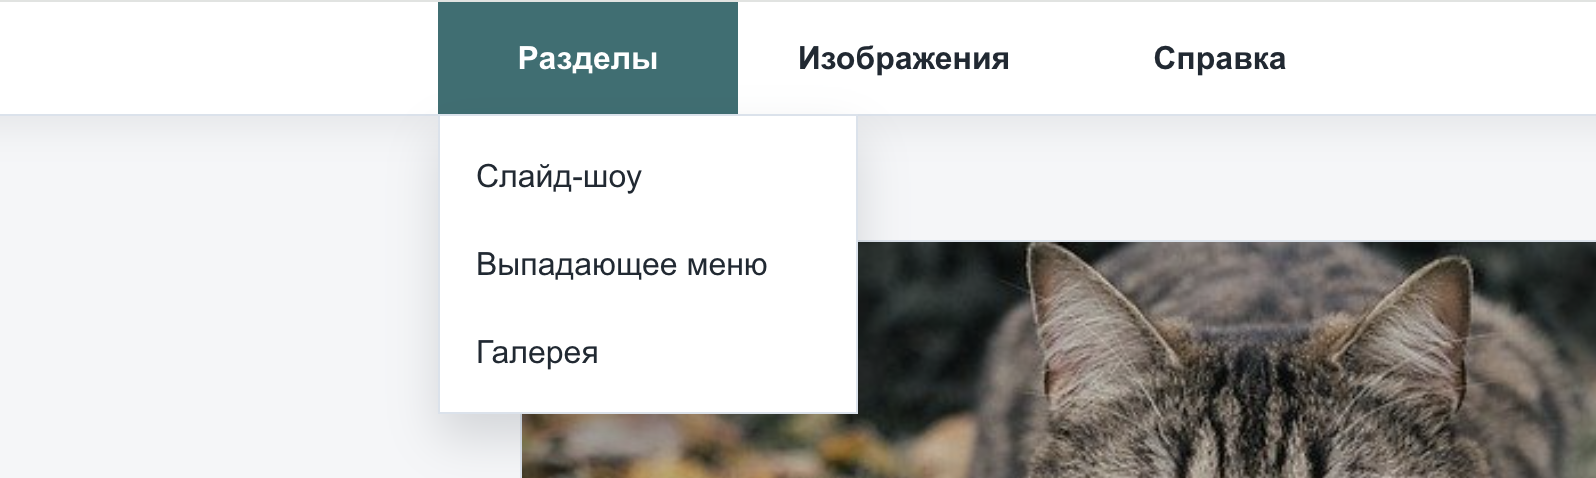 Разделы Изображения Справка
Слайд-шоу
Выпадающее меню
Галерея